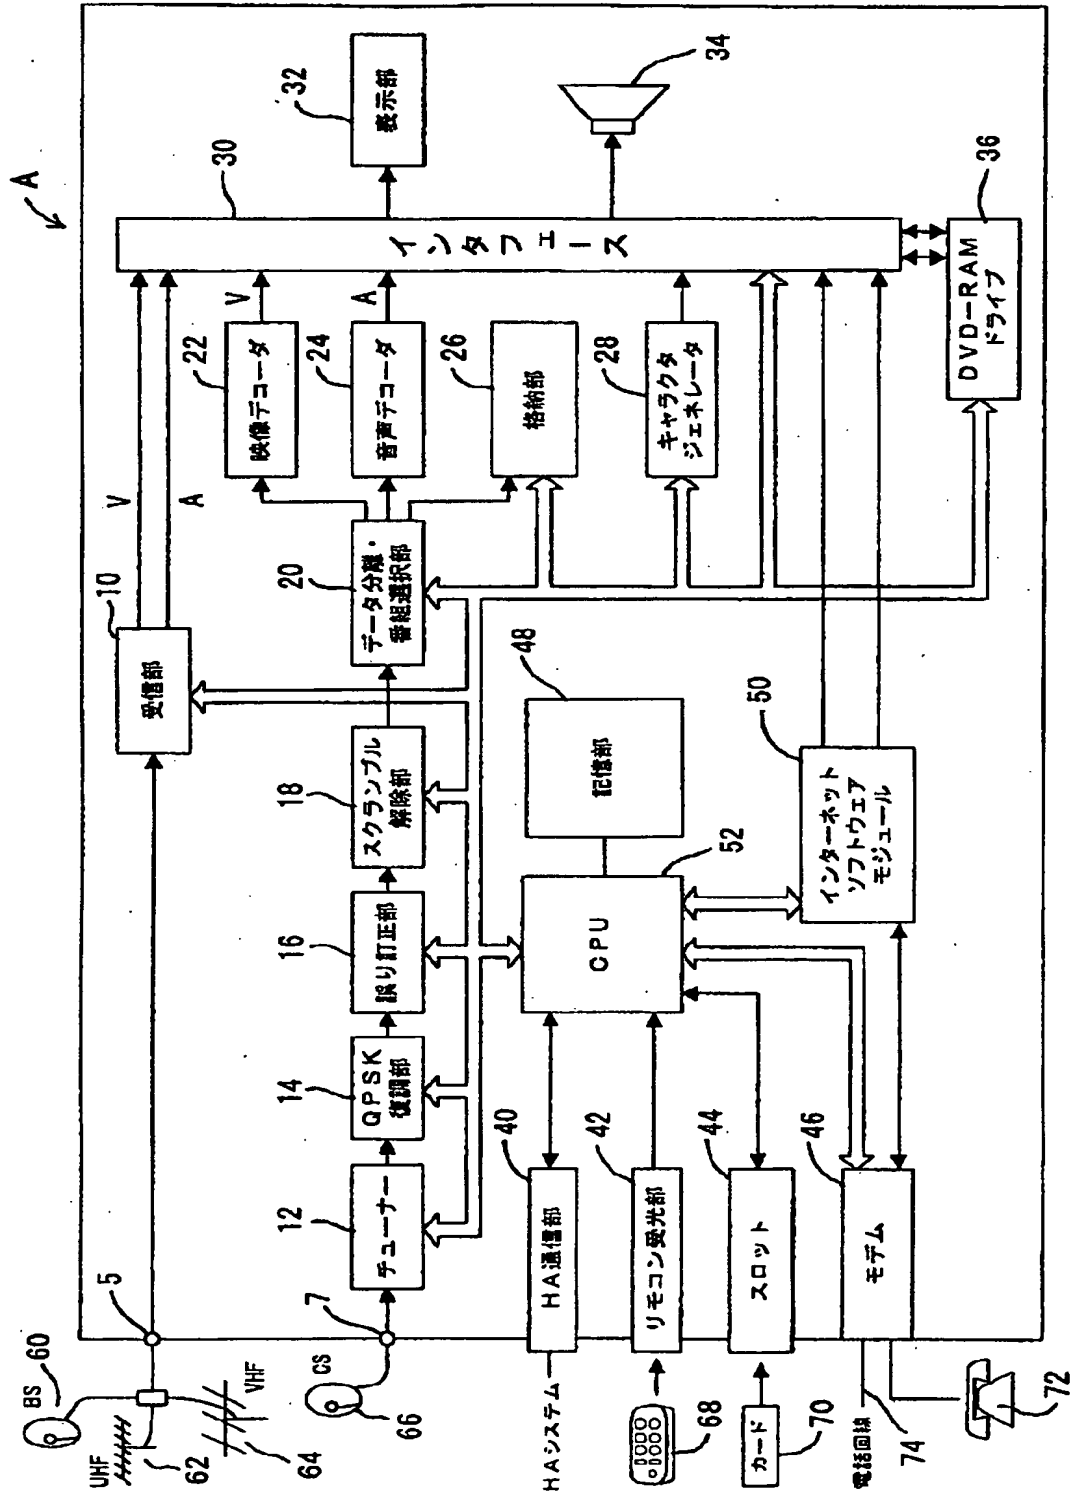 A
BS
60
UHF
62
VHF
64
5
10
受信部
V
A
CS
66
7
12
チューナー
14
QPSK
復調部
16
誤り訂正部
18
スクランブル
解除部
20
データ分離・
番組選択部
22
映像デコーダ
V
24
音声デコーダ
A
26
格納部
28
キャラクタ
ジェネレータ
30
インタフェース
32
表示部
34
36
DVD-RAM
ドライブ
HAシステム
40
HA通信部
42
リモコン受光部
68
44
スロット
70
カード
46
モデム
電話回線
74
72
48
記憶部
52
CPU
50
インターネット
ソフトウェア
モジュール